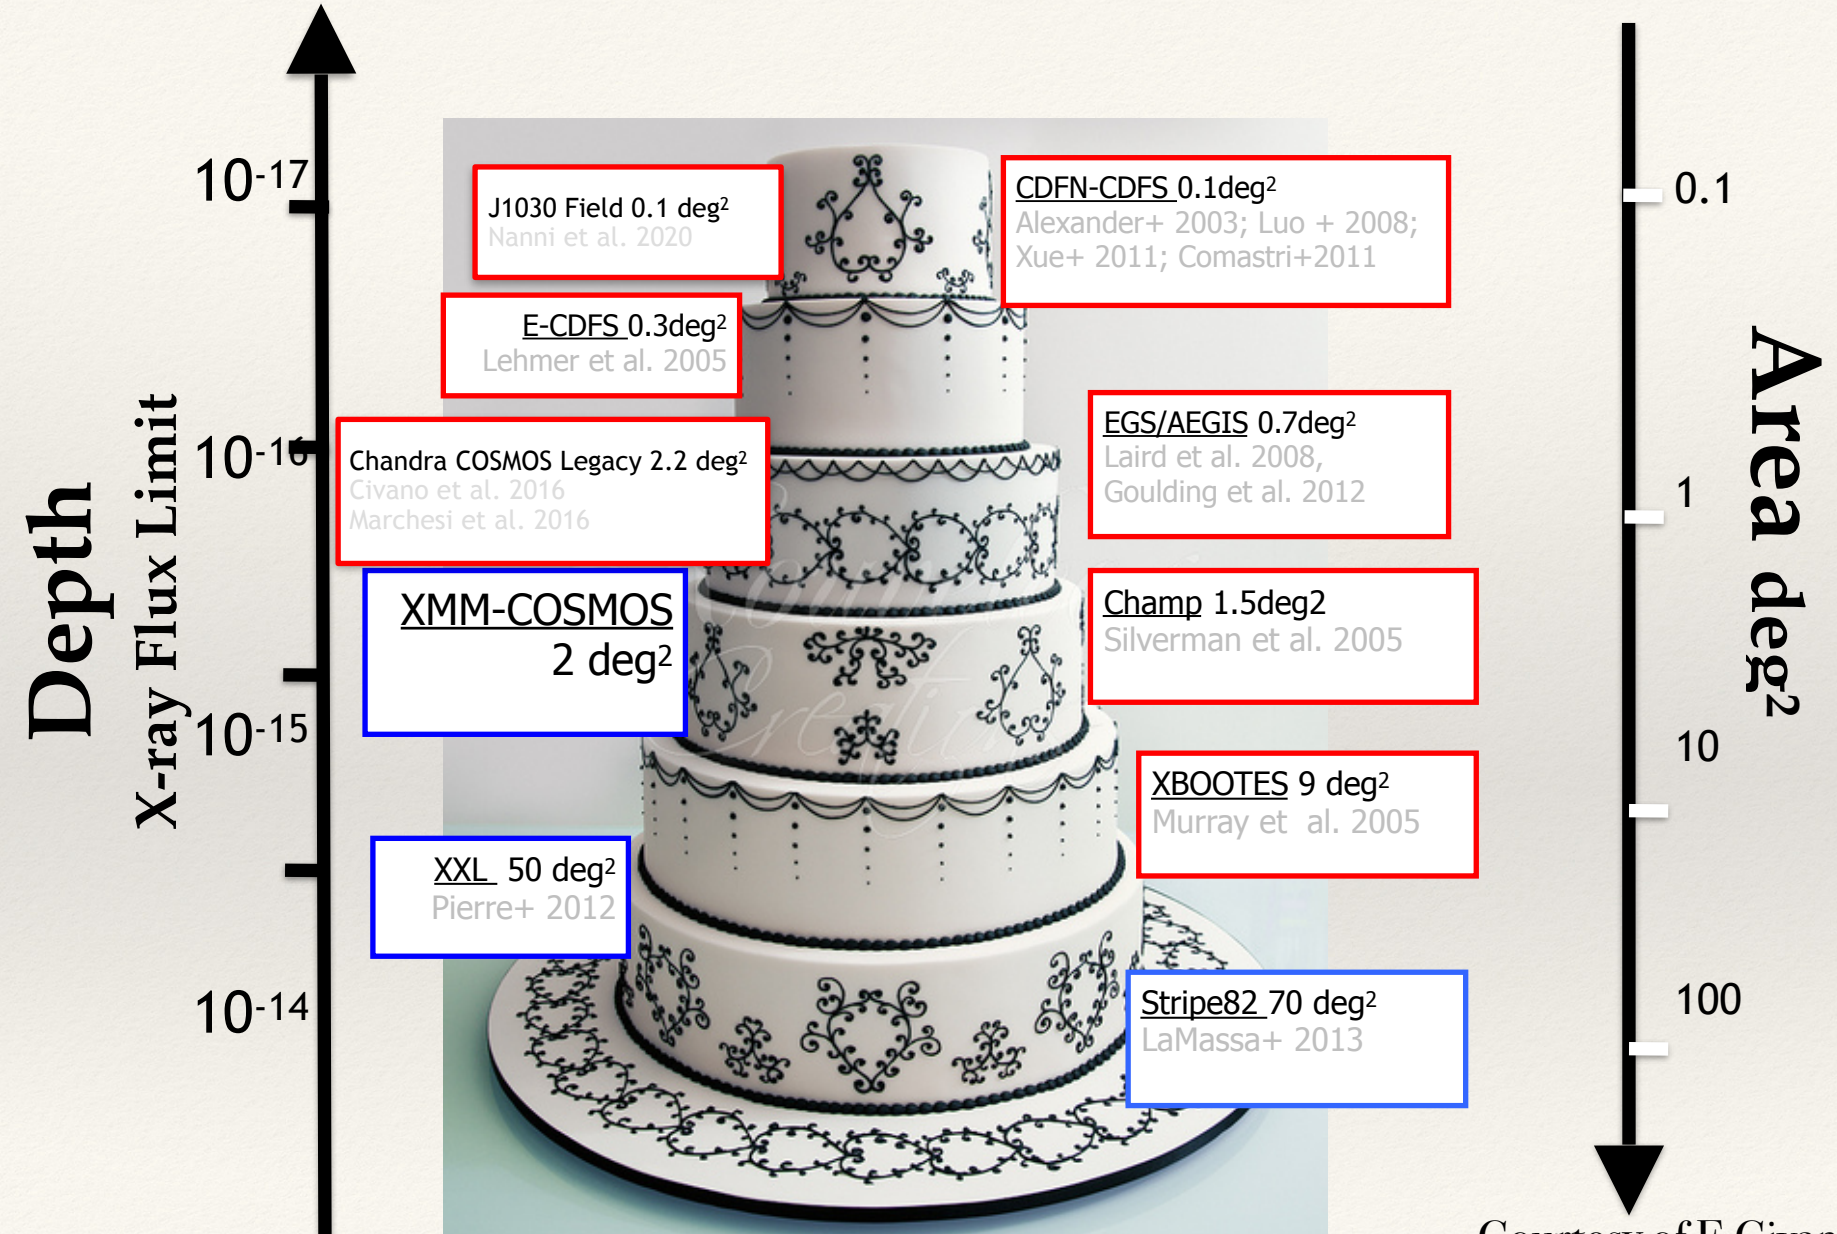 10-17
J1030 Field 0.1 deg2
Nanni et al. 2020
CDFN-CDFS 0.1deg2
Alexander+ 2003; Luo + 2008;
Xue+ 2011; Comastri+2011
0.1
E-CDFS 0.3deg2
Lehmer et al. 2005
10-16
Chandra COSMOS Legacy 2.2 deg2
Civano et al. 2016
Marchesi et al. 2016
EGS/AEGIS 0.7deg2
Laird et al. 2008,
Goulding et al. 2012
1
Depth
X-ray Flux Limit
Area deg2
XMM-COSMOS
2 deg2
Champ 1.5deg2
Silverman et al. 2005
10-15
10
XBOOTES 9 deg2
Murray et al. 2005
XXL 50 deg2
Pierre+ 2012
10-14
Stripe82 70 deg2
LaMassa+ 2013
100
Courtesy of E